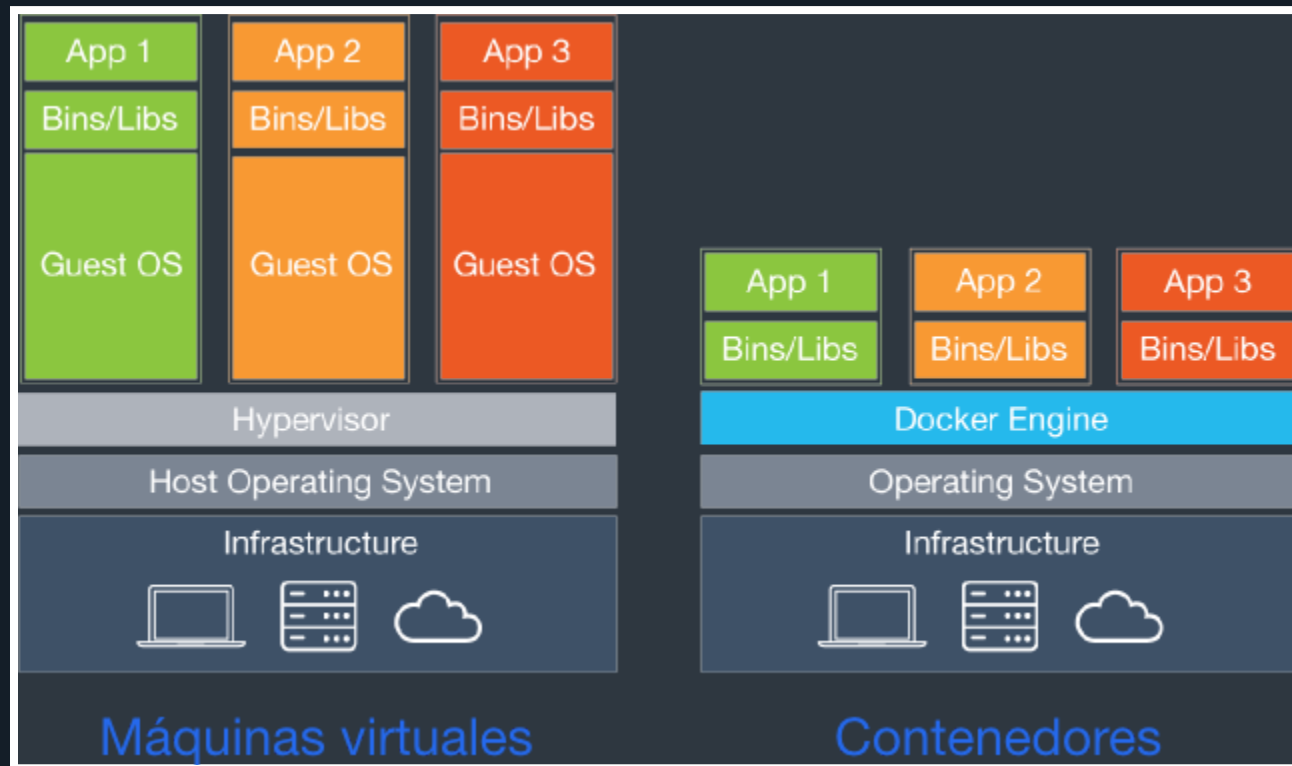 App 1
App 2
App 3
Bins/Libs
Bins/Libs
Bins/Libs
Guest OS
Guest OS
Guest OS
Hypervisor
Host Operating System
Infrastructure
Máquinas virtuales
App 1
App 2
App 3
Bins/Libs
Bins/Libs
Bins/Libs
Docker Engine
Operating System
Infrastructure
Contenedores